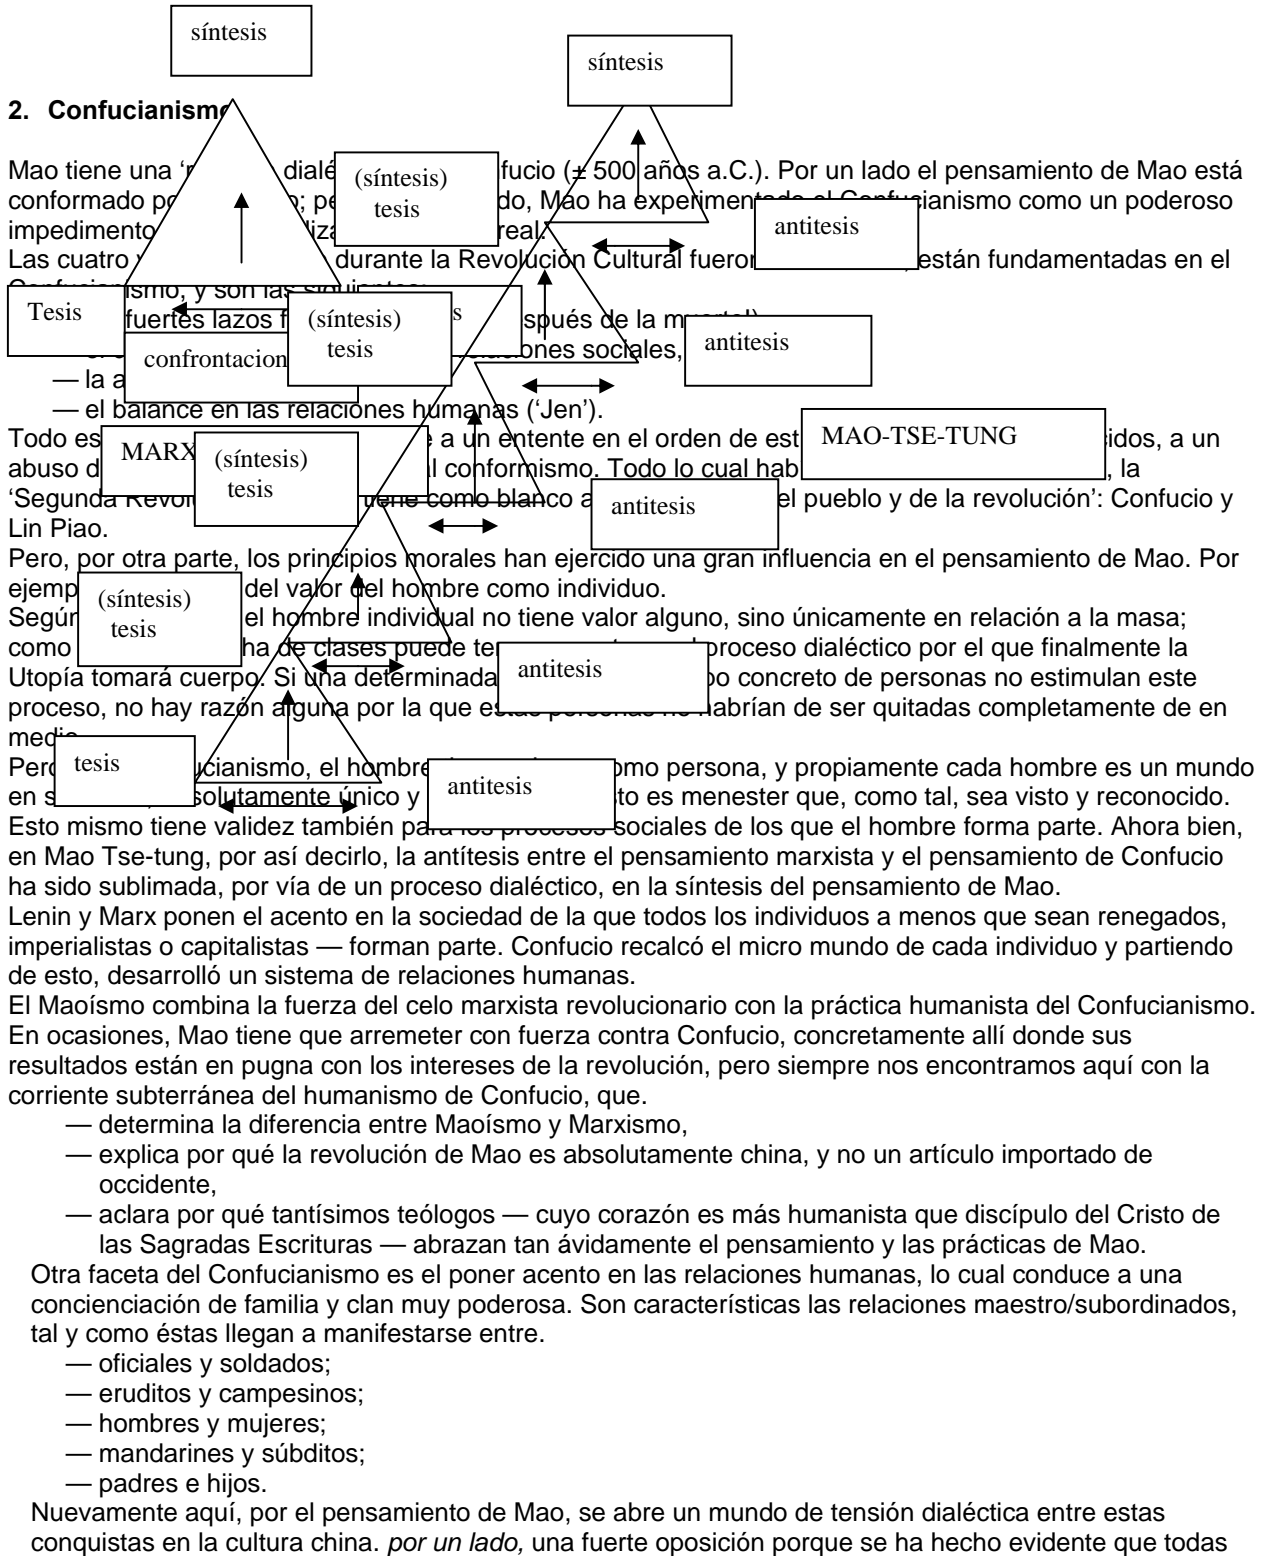 síntesis
síntesis
2. Confucianismo
Mao tiene una dialé fucio (± 500 años a.C.). Por un lado el pensamiento de Mao está
(síntesis)
tesis
conformado do, Mao ha experimentado el Confucianismo como un poderoso
antitesis
impedimento real.
Las cuatro durante la Revolución Cultural fueron están fundamentadas en el
Confucianismo, y son las siguientes:
Tesis
(síntesis)
tesis
fuertes lazos spués de la muerte!)
antitesis
confrontacion
ciones sociales,
— la a
— el balance en las relaciones humanas (‘Jen’).
Todo es a un entente en el orden de est cidos, a un
MARX
(síntesis)
tesis
MAO-TSE-TUNG
abuso d al conformismo. Todo lo cual hab , la
‘Segunda tiene como blanco a el pueblo y de la revolución’: Confucio y
antitesis
Lin Piao.
Pero, por otra parte, los principios morales han ejercido una gran influencia en el pensamiento de Mao. Por
ejemp del valor del hombre como individuo.
(síntesis)
tesis
Según el hombre individual no tiene valor alguno, sino únicamente en relación a la masa;
como ha de clases puede proceso dialéctico por el que finalmente la
antitesis
Utopía tomará cuerpo. Si una determinada po concreto de personas no estimulan este
proceso, no hay razón alguna por la que estas personas no habrían de ser quitadas completamente de en
medio.
tesis
Pero ucianismo, el hombre omo persona, y propiamente cada hombre es un mundo
antitesis
en s solutamente único y sto es menester que, como tal, sea visto y reconocido.
Esto mismo tiene validez también para los procesos sociales de los que el hombre forma parte. Ahora bien,
en Mao Tse-tung, por así decirlo, la antítesis entre el pensamiento marxista y el pensamiento de Confucio
ha sido sublimada, por vía de un proceso dialéctico, en la síntesis del pensamiento de Mao.
Lenin y Marx ponen el acento en la sociedad de la que todos los individuos a menos que sean renegados,
imperialistas o capitalistas — forman parte. Confucio recalcó el micro mundo de cada individuo y partiendo
de esto, desarrolló un sistema de relaciones humanas.
El Maoísmo combina la fuerza del celo marxista revolucionario con la práctica humanista del Confucianismo.
En ocasiones, Mao tiene que arremeter con fuerza contra Confucio, concretamente allí donde sus
resultados están en pugna con los intereses de la revolución, pero siempre nos encontramos aquí con la
corriente subterránea del humanismo de Confucio, que.
— determina la diferencia entre Maoísmo y Marxismo,
— explica por qué la revolución de Mao es absolutamente china, y no un artículo importado de
occidente,
— aclara por qué tantísimos teólogos — cuyo corazón es más humanista que discípulo del Cristo de
las Sagradas Escrituras — abrazan tan ávidamente el pensamiento y las prácticas de Mao.
Otra faceta del Confucianismo es el poner acento en las relaciones humanas, lo cual conduce a una
concienciación de familia y clan muy poderosa. Son características las relaciones maestro/subordinados,
tal y como éstas llegan a manifestarse entre.
— oficiales y soldados;
— eruditos y campesinos;
— hombres y mujeres;
— mandarines y súbditos;
— padres e hijos.
Nuevamente aquí, por el pensamiento de Mao, se abre un mundo de tensión dialéctica entre estas
conquistas en la cultura china. por un lado, una fuerte oposición porque se ha hecho evidente que todas